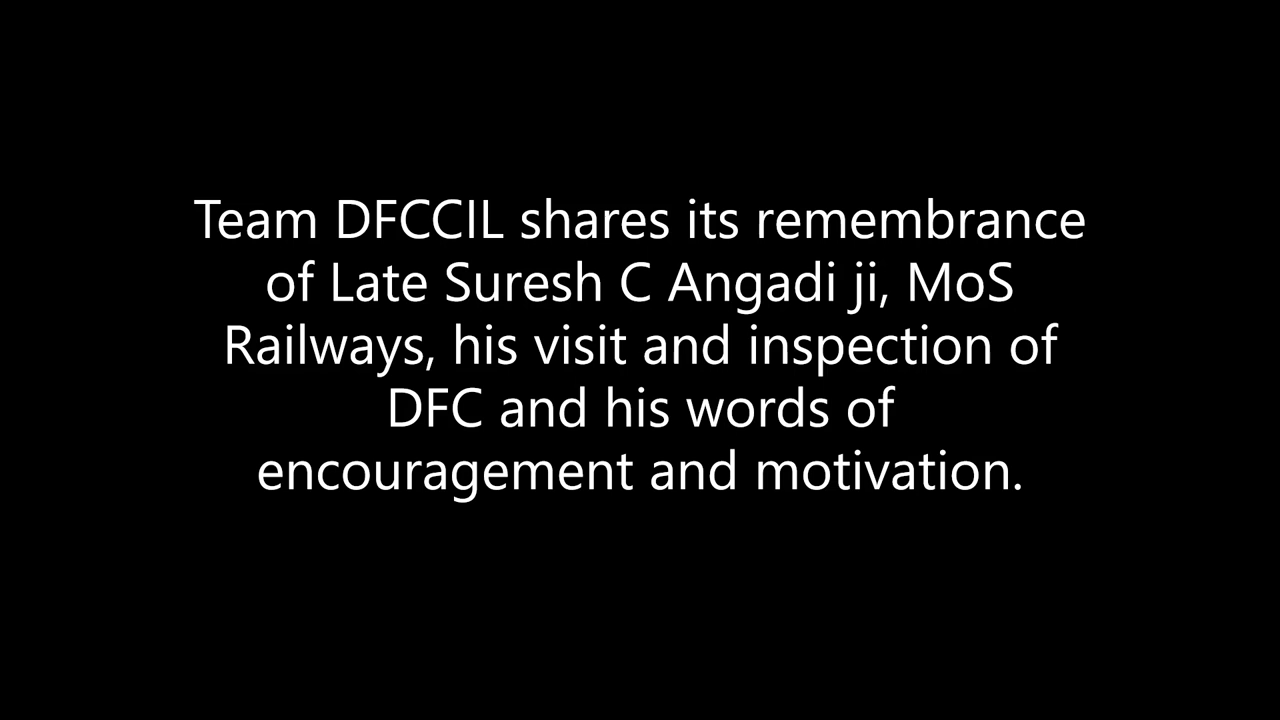 Team DFCCIL shares its remembrance
of Late Suresh C Angadi ji, MoS
Railways, his visit and inspection of
DFC and his words of
encouragement and motivation.